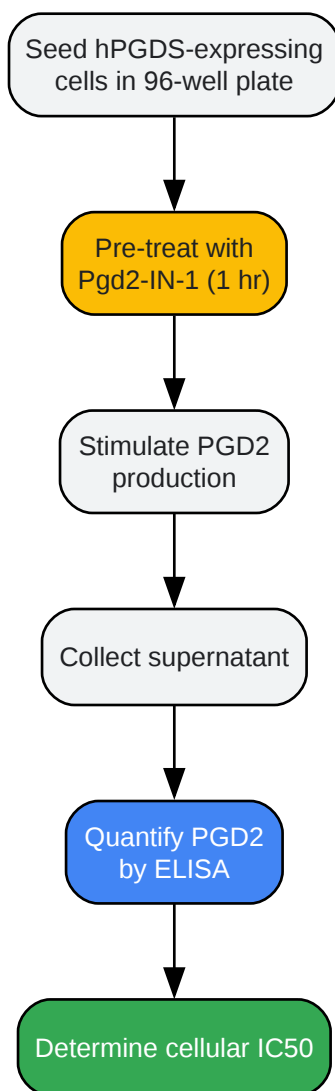 Seed hPGDS-expressing
cells in 96-well plate
Pre-treat with
Pgd2-IN-1 (1 hr)
Stimulate PGD2
production
Collect supernatant
Quantify PGD2
by ELISA
Determine cellular IC50